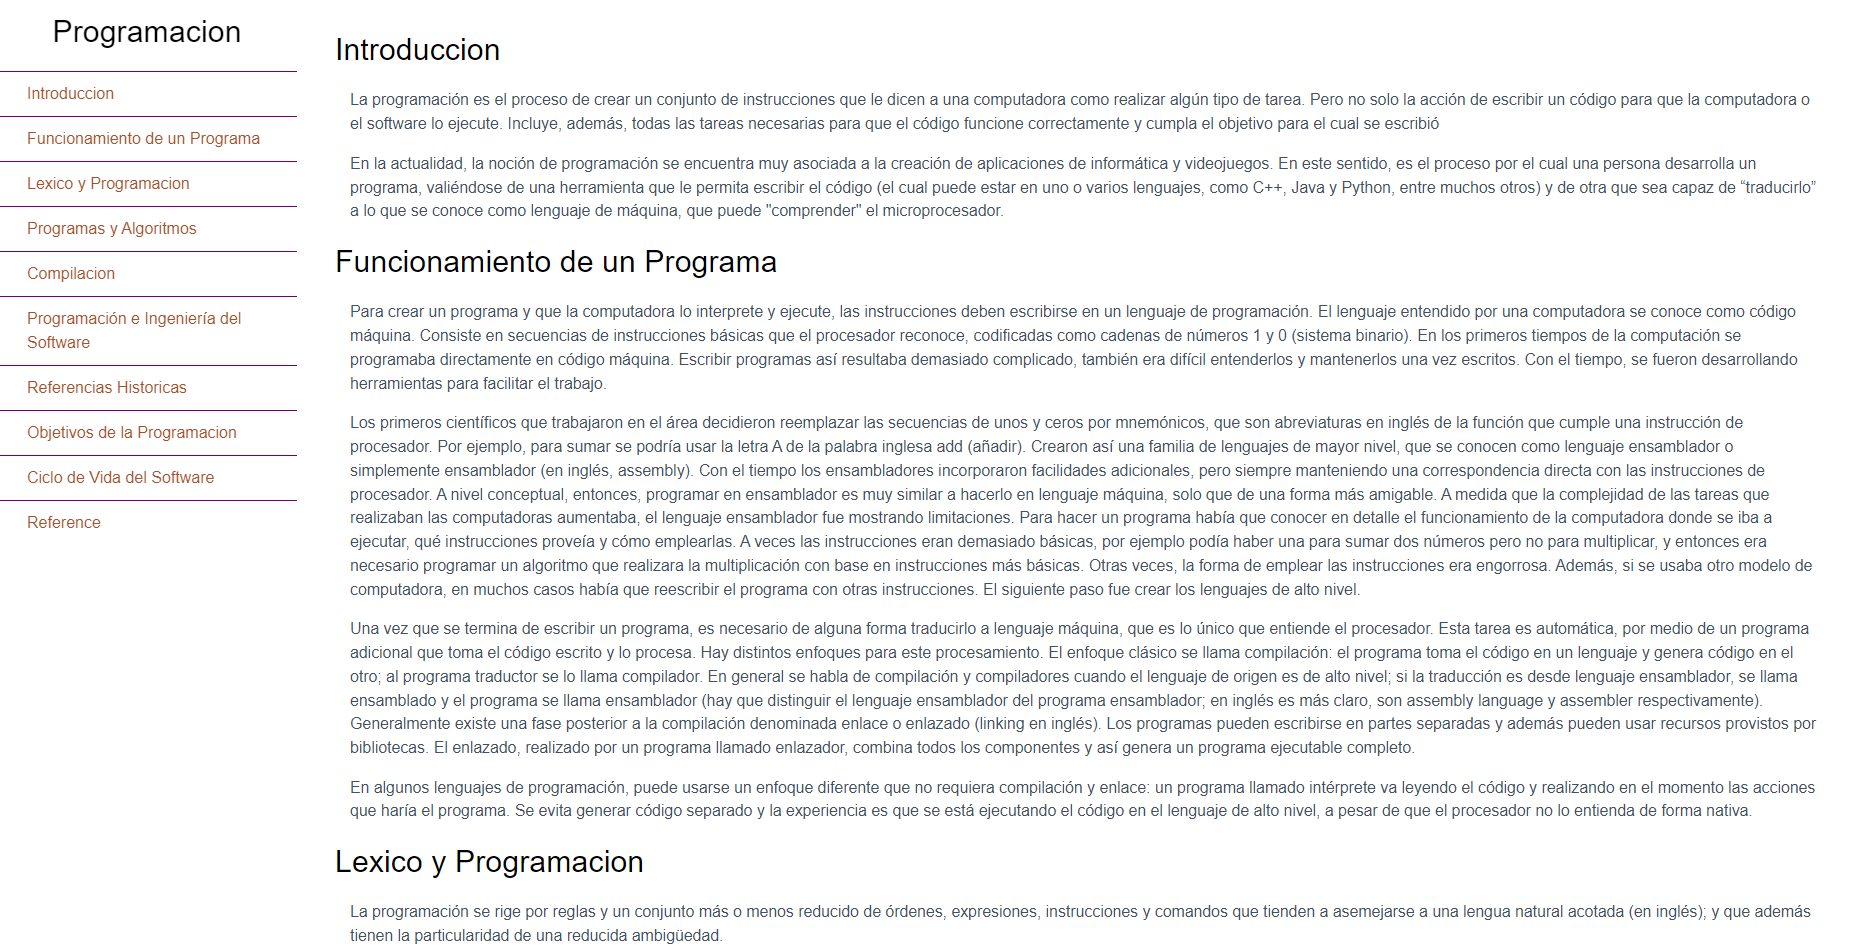 Programacion
Introduccion
Funcionamiento de un Programa
Lexico y Programacion
Programas y Algoritmos
Compilacion
Programación e Ingeniería del
Software
Referencias Historicas
Objetivos de la Programacion
Ciclo de Vida del Software
Reference
Introduccion
La programación es el proceso de crear un conjunto de instrucciones que le dicen a una computadora como realizar algún tipo de tarea. Pero no solo la acción de escribir un código para que la computadora o
el software lo ejecute. Incluye, además, todas las tareas necesarias para que el código funcione correctamente y cumpla el objetivo para el cual se escribió
En la actualidad, la noción de programación se encuentra muy asociada a la creación de aplicaciones de informática y videojuegos. En este sentido, es el proceso por el cual una persona desarrolla un
programa, valiéndose de una herramienta que le permita escribir el código (el cual puede estar en uno o varios lenguajes, como C++, Java y Python, entre muchos otros) y de otra que sea capaz de “traducirlo”
a lo que se conoce como lenguaje de máquina, que puede "comprender" el microprocesador.
Funcionamiento de un Programa
Para crear un programa y que la computadora lo interprete y ejecute, las instrucciones deben escribirse en un lenguaje de programación. El lenguaje entendido por una computadora se conoce como código
máquina. Consiste en secuencias de instrucciones básicas que el procesador reconoce, codificadas como cadenas de números 1 y 0 (sistema binario). En los primeros tiempos de la computación se
programaba directamente en código máquina. Escribir programas así resultaba demasiado complicado, también era difícil entenderlos y mantenerlos una vez escritos. Con el tiempo, se fueron desarrollando
herramientas para facilitar el trabajo.
Los primeros científicos que trabajaron en el área decidieron reemplazar las secuencias de unos y ceros por mnemónicos, que son abreviaturas en inglés de la función que cumple una instrucción de
procesador. Por ejemplo, para sumar se podría usar la letra A de la palabra inglesa add (añadir). Crearon así una familia de lenguajes de mayor nivel, que se conocen como lenguaje ensamblador o
simplemente ensamblador (en inglés, assembly). Con el tiempo los ensambladores incorporaron facilidades adicionales, pero siempre manteniendo una correspondencia directa con las instrucciones de
procesador. A nivel conceptual, entonces, programar en ensamblador es muy similar a hacerlo en lenguaje máquina, solo que de una forma más amigable. A medida que la complejidad de las tareas que
realizaban las computadoras aumentaba, el lenguaje ensamblador fue mostrando limitaciones. Para hacer un programa había que conocer en detalle el funcionamiento de la computadora donde se iba a
ejecutar, qué instrucciones proveía y cómo emplearlas. A veces las instrucciones eran demasiado básicas, por ejemplo podía haber una para sumar dos números pero no para multiplicar, y entonces era
necesario programar un algoritmo que realizara la multiplicación con base en instrucciones más básicas. Otras veces, la forma de emplear las instrucciones era engorrosa. Además, si se usaba otro modelo de
computadora, en muchos casos había que reescribir el programa con otras instrucciones. El siguiente paso fue crear los lenguajes de alto nivel.
Una vez que se termina de escribir un programa, es necesario de alguna forma traducirlo a lenguaje máquina, que es lo único que entiende el procesador. Esta tarea es automática, por medio de un programa
adicional que toma el código escrito y lo procesa. Hay distintos enfoques para este procesamiento. El enfoque clásico se llama compilación: el programa toma el código en un lenguaje y genera código en el
otro; al programa traductor se lo llama compilador. En general se habla de compilación y compiladores cuando el lenguaje de origen es de alto nivel; si la traducción es desde lenguaje ensamblador, se llama
ensamblado y el programa se llama ensamblador (hay que distinguir el lenguaje ensamblador del programa ensamblador; en inglés es más claro, son assembly language y assembler respectivamente).
Generalmente existe una fase posterior a la compilación denominada enlace o enlazado (linking en inglés). Los programas pueden escribirse en partes separadas y además pueden usar recursos provistos por
bibliotecas. El enlazado, realizado por un programa llamado enlazador, combina todos los componentes y así genera un programa ejecutable completo.
En algunos lenguajes de programación, puede usarse un enfoque diferente que no requiera compilación y enlace: un programa llamado intérprete va leyendo el código y realizando en el momento las acciones
que haría el programa. Se evita generar código separado y la experiencia es que se está ejecutando el código en el lenguaje de alto nivel, a pesar de que el procesador no lo entienda de forma nativa.
Lexico y Programacion
La programación se rige por reglas y un conjunto más o menos reducido de órdenes, expresiones, instrucciones y comandos que tienden a asemejarse a una lengua natural acotada (en inglés); y que además
tienen la particularidad de una reducida ambigüedad.